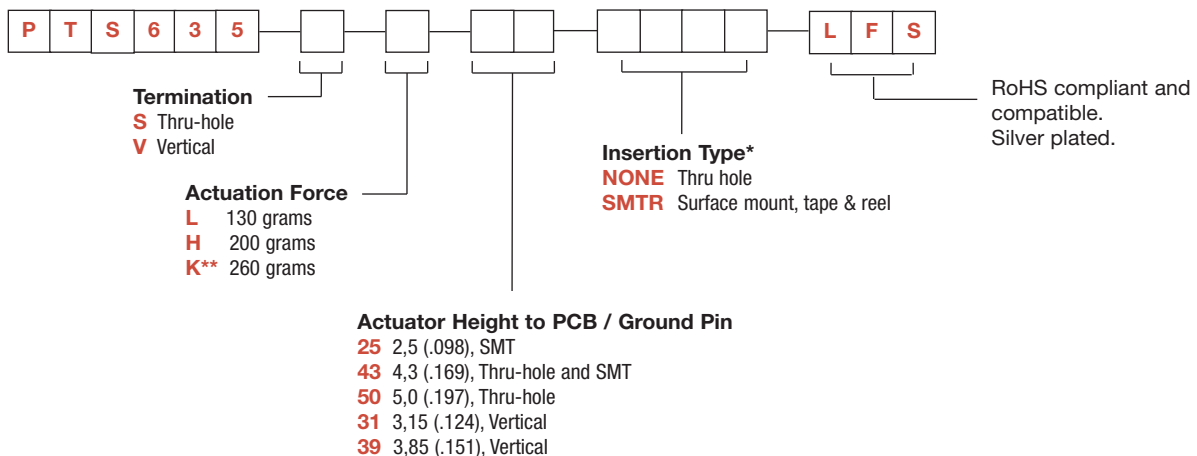 P T S 6 3 5 L F S
Termination
S Thru-hole
V Vertical
Actuation Force
L 130 grams
H 200 grams
K** 260 grams
Actuator Height to PCB / Ground Pin
25 2,5 (.098), SMT
43 4,3 (.169), Thru-hole and SMT
50 5,0 (.197), Thru-hole
31 3,15 (.124), Vertical
39 3,85 (.151), Vertical
Insertion Type*
NONE Thru hole
SMTR Surface mount, tape & reel
RoHS compliant and
compatible.
Silver plated.